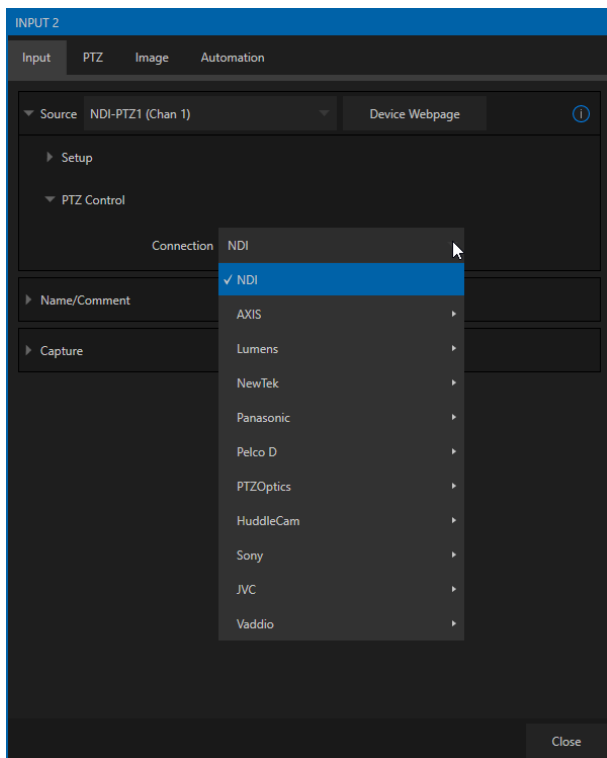 INPUT 2
Input PTZ Image Automation
Source NDI-PTZ1 (Chan 1) Device Webpage
Setup
PTZ Control
Connection NDI
✓ NDI
Name/Comment
AXIS
Capture Lumens
NewTek
Panasonic
Pelco D
PTZOptics
HuddleCam
Sony
JVC
Vaddio
Close